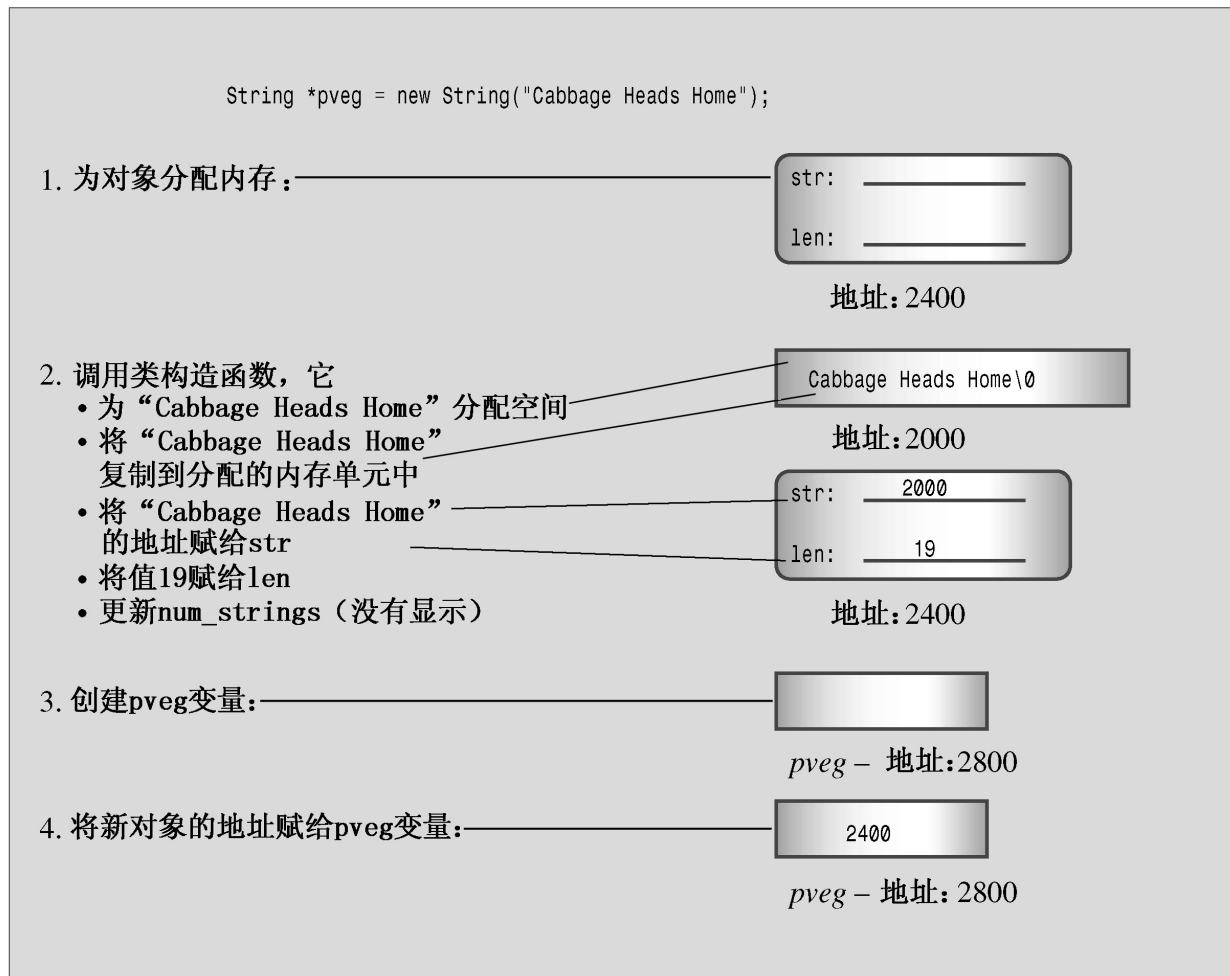 String *pveg = new String("Cabbage Heads Home");
1. 为对象分配内存：
str:
len:
地址：2400
2. 调用类构造函数，它
• 为“Cabbage Heads Home”分配空间
• 将“Cabbage Heads Home”
复制到分配的内存单元中
• 将“Cabbage Heads Home”
的地址赋给str
• 将值19赋给len
• 更新num_strings（没有显示）
Cabbage Heads Home\0
地址：2000
str: 2000
len: 19
地址：2400
3. 创建pveg变量：
pveg – 地址：2800
4. 将新对象的地址赋给pveg变量：
2400
pveg – 地址：2800